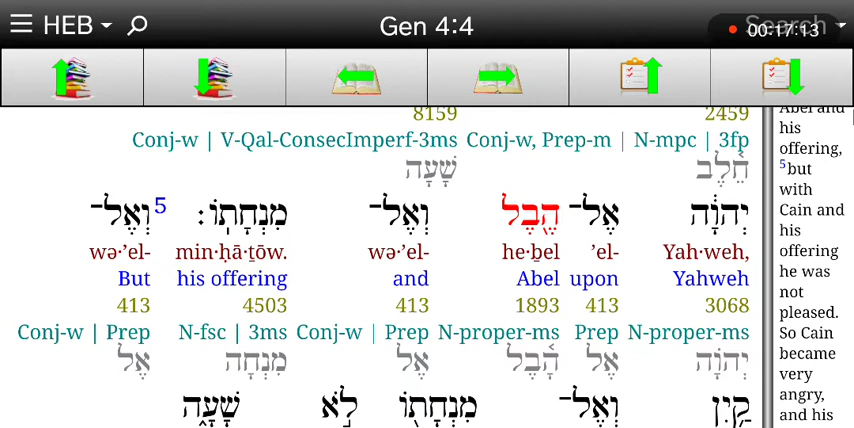 HEB
Gen 4:4
Search
00:17:13
8159 2459
Conj-w | V-Qal-ConsecImperf-3ms Conj-w, Prep-m | N-mpc | 3fp
שָׁעָה חֵ֫לֶב
וְאֶל־ 5 מִנְחָתֽוֹ׃ וְאֶל־ הֶ֖בֶל אֶל־ יְהוָ֔ה
wə·’el- min·ḥā·ṯōw. wə·’el- he·ḇel ’el- Yah·weh,
But his offering and Abel upon Yahweh
413 4503 413 1893 413 3068
Conj-w | Prep N-fsc | 3ms Conj-w | Prep N-proper-ms Prep N-proper-ms
אֶל מִנְחָה אֶל הָ֫בֶל אֶל יְהוָֹה
שָׁעָ֑ה לֹ֣א מִנְחָת֖וֹ וְאֶל־ קַ֥יִן
Abel and
his
offering,
5but
with
Cain and
his
offering
he was
not
pleased.
So Cain
became
very
angry,
and his